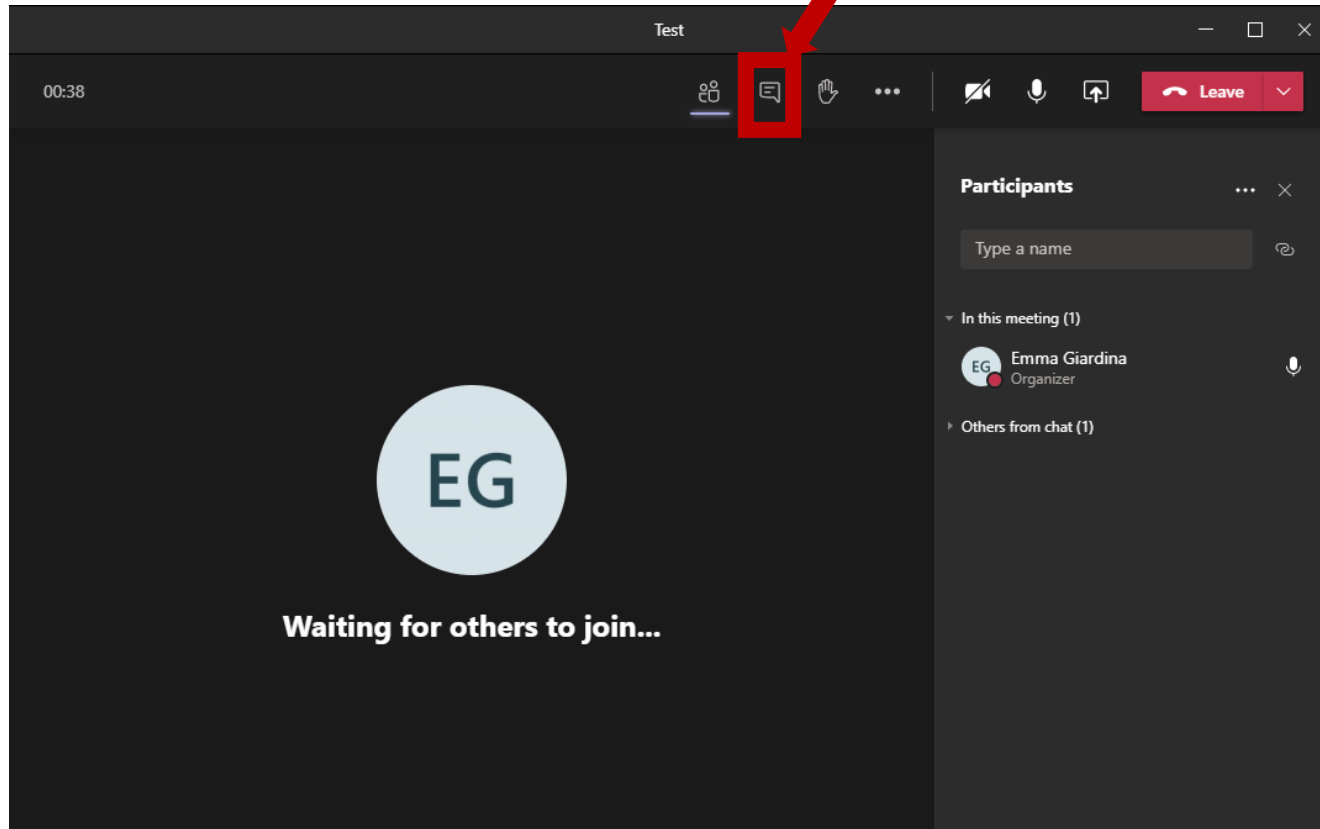 Test
00:38
Leave
Participants
Type a name
In this meeting (1)
EG
Emma Giardina
Organizer
Others from chat (1)
EG
Waiting for others to join...